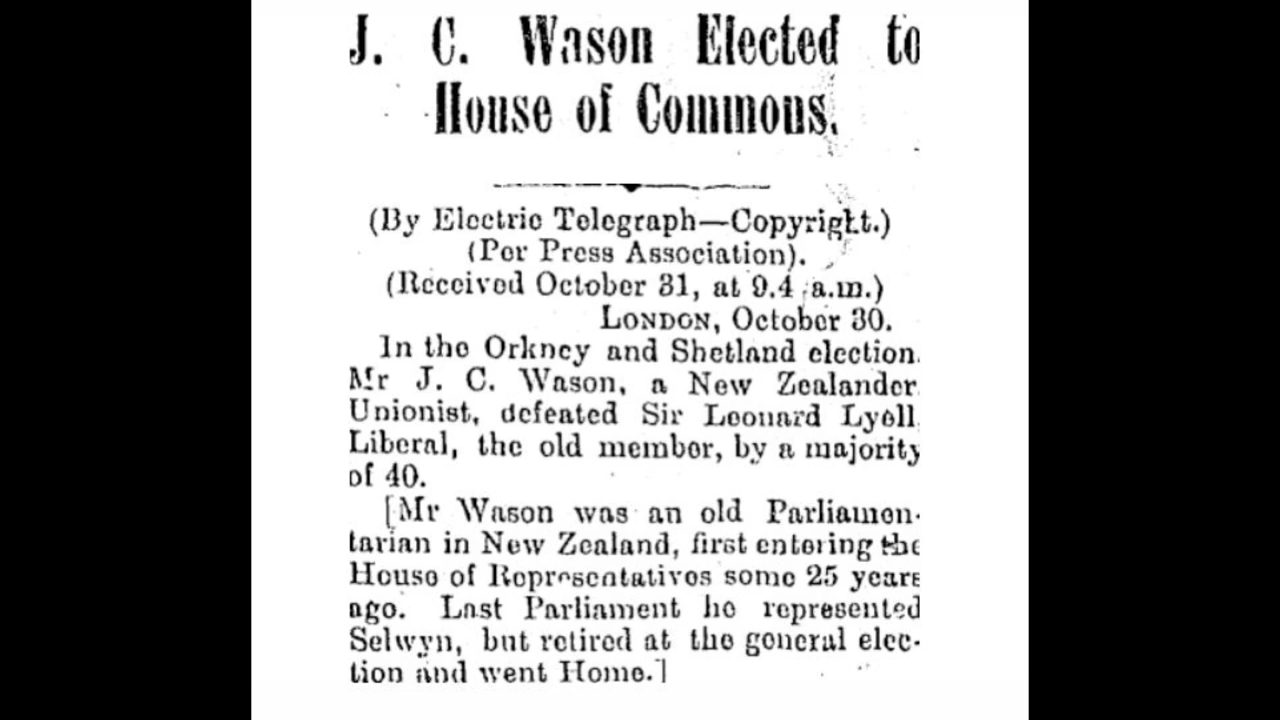 J. C. Wason Elected to
House of Commons.
(By Electric Telegraph—Copyright.)
(Per Press Association).
(Received October 31, at 9.4 a.m.)
LONDON, October 30.
In the Orkney and Shetland election
Mr J. C. Wason, a New Zealander
Unionist, defeated Sir Leonard Lyell
Liberal, the old member, by a majority
of 40.
[Mr Wason was an old Parliamen-
tarian in New Zealand, first entering the
House of Representatives some 25 years
ago. Last Parliament he represented
Selwyn, but retired at the general elec-
tion and went Home.]